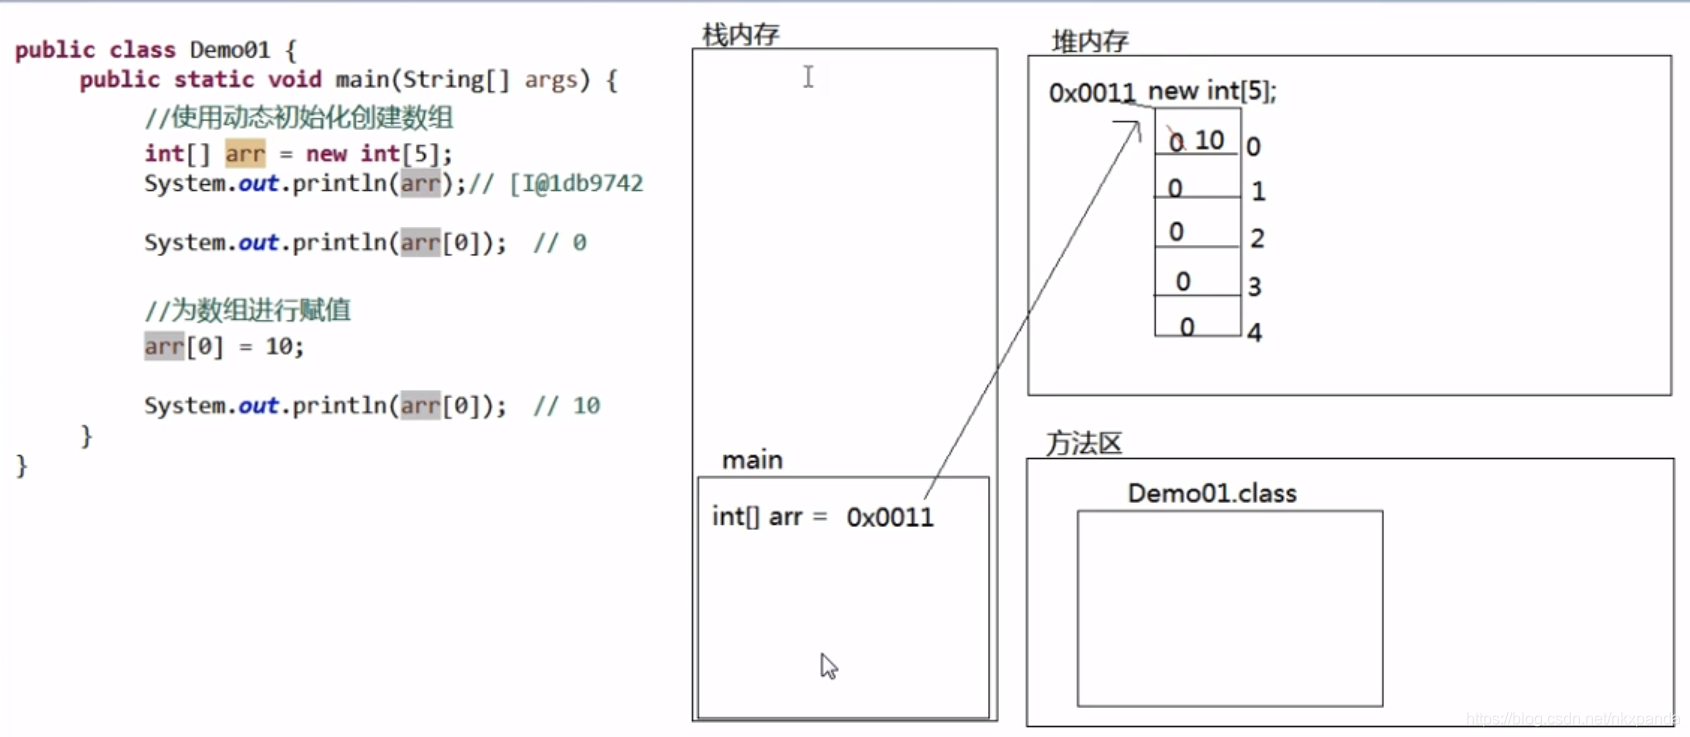 public class Demo01 {
public static void main(String[] args) {
//使用动态初始化创建数组
int[] arr = new int[5];
System.out.println(arr);// [I@1db9742
System.out.println(arr[0]); // 0
//为数组进行赋值
arr[0] = 10;
System.out.println(arr[0]); // 10
}
}
栈内存
main
int[] arr = 0x0011
堆内存
0x0011 new int[5];
0 10 0
0 1
0 2
0 3
0 4
方法区
Demo01.class
https://blog.csdn.net/nkxpanda